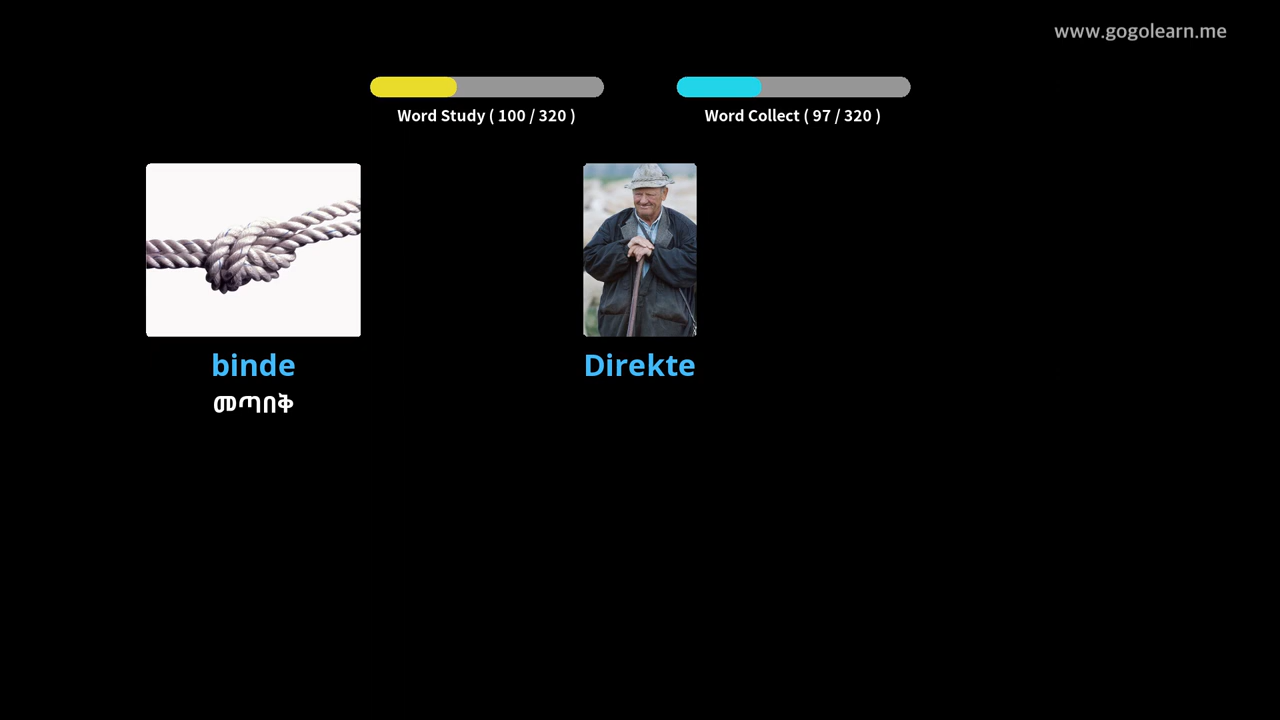 www.gogolearn.me
Word Study ( 100 / 320 )
Word Collect ( 97 / 320 )
binde
Direkte
መጣበቅ